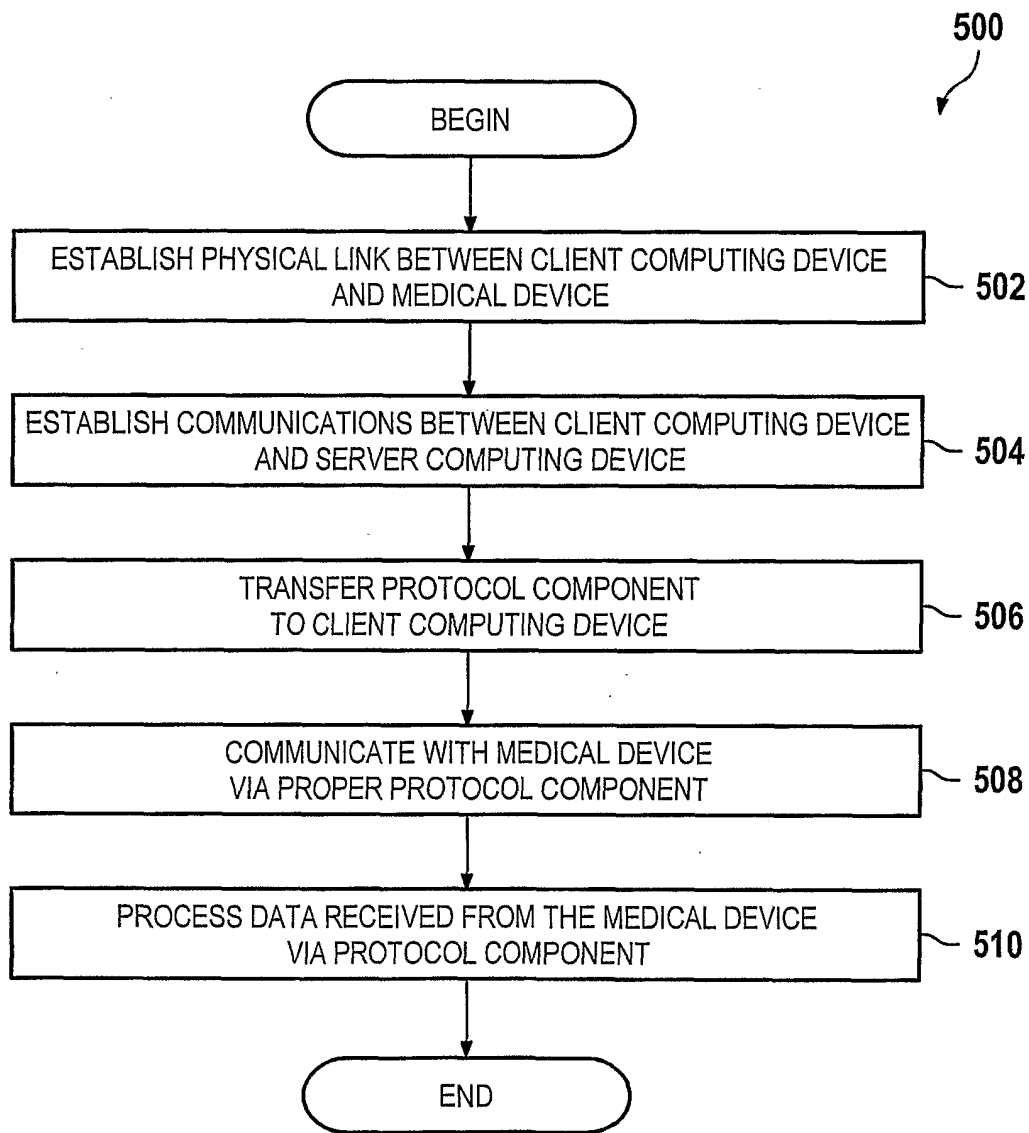 500
BEGIN
ESTABLISH PHYSICAL LINK BETWEEN CLIENT COMPUTING DEVICE
AND MEDICAL DEVICE
502
ESTABLISH COMMUNICATIONS BETWEEN CLIENT COMPUTING DEVICE
AND SERVER COMPUTING DEVICE
504
TRANSFER PROTOCOL COMPONENT
TO CLIENT COMPUTING DEVICE
506
COMMUNICATE WITH MEDICAL DEVICE
VIA PROPER PROTOCOL COMPONENT
508
PROCESS DATA RECEIVED FROM THE MEDICAL DEVICE
VIA PROTOCOL COMPONENT
510
END